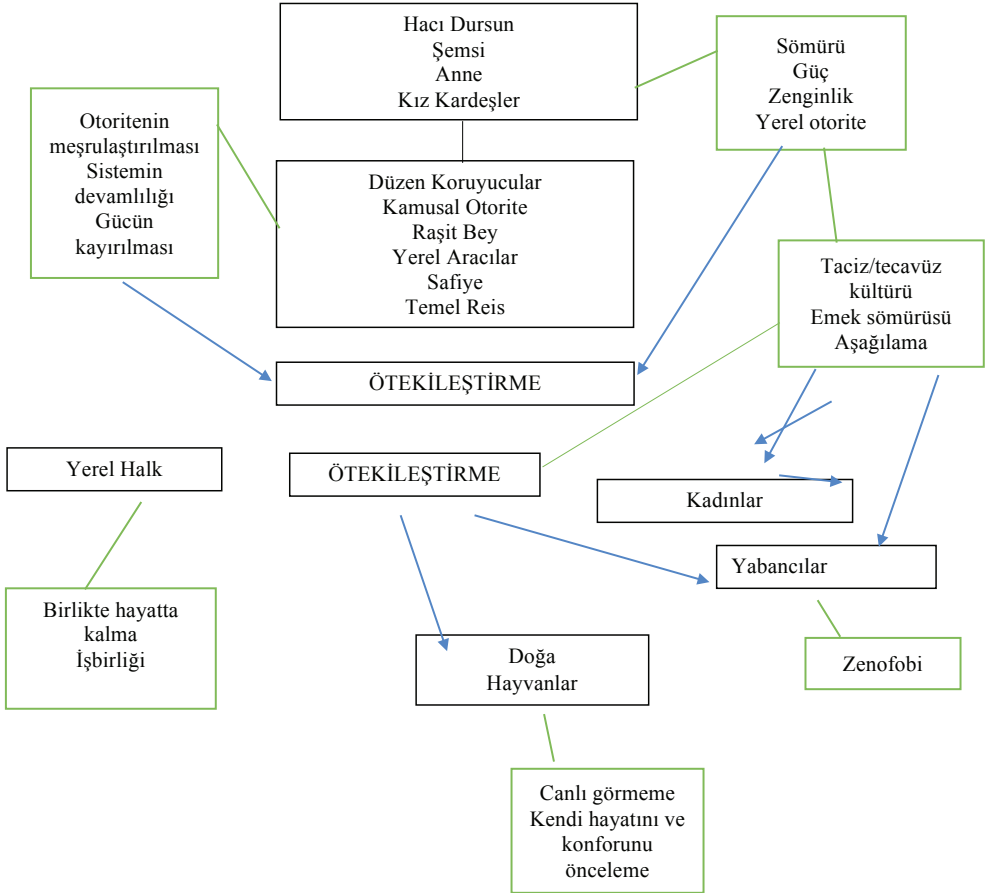 Hacı Dursun
Şemsi
Anne
Kız Kardeşler
Sömürü
Güç
Zenginlik
Yerel otorite
Otoritenin
meşrulaştırılması
Sistemin
devamlılığı
Gücün
kayırılması
Düzen Koruyucular
Kamusal Otorite
Raşit Bey
Yerel Aracılar
Safiye
Temel Reis
Taciz/tecavüz
kültürü
Emek sömürüsü
Aşağılama
ÖTEKİLEŞTİRME
Yerel Halk
ÖTEKİLEŞTİRME
Kadınlar
Yabancılar
Birlikte hayatta
kalma
İşbirliği
Doğa
Hayvanlar
Zenofobi
Canlı görmeme
Kendi hayatını ve
konforunu
önceleme